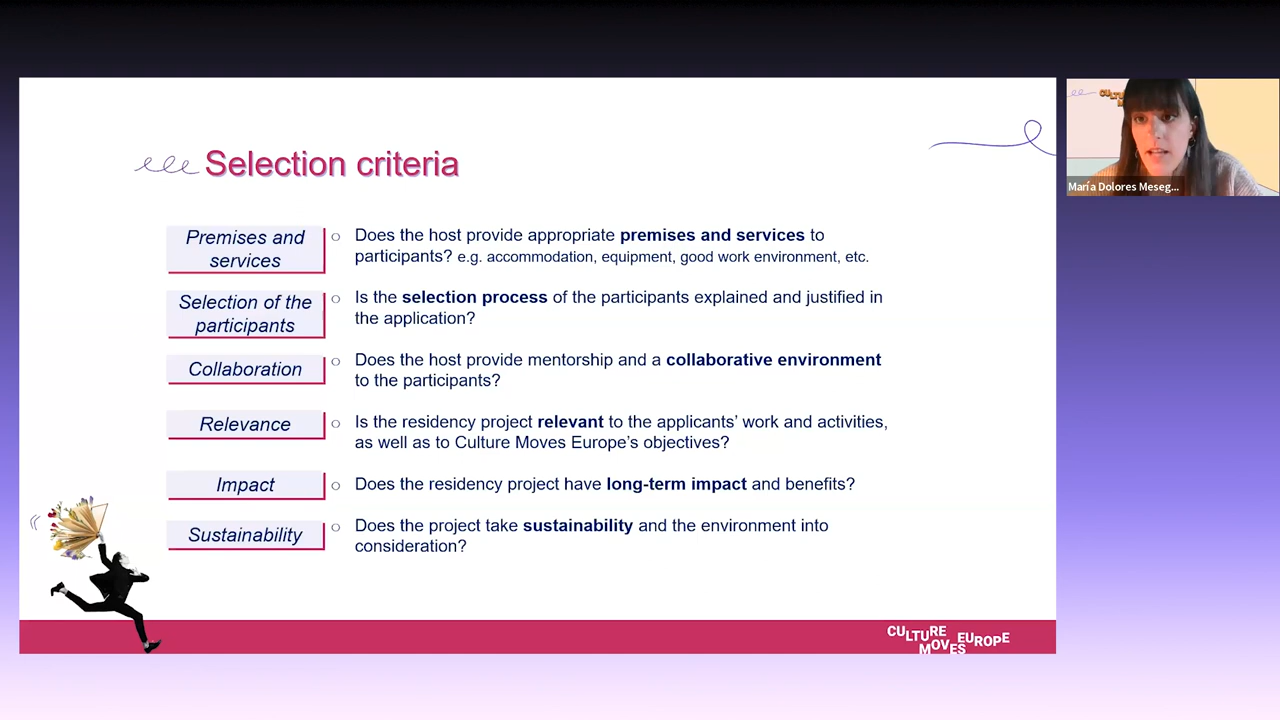 Selection criteria
Premises and
services
Does the host provide appropriate premises and services to
participants? e.g. accommodation, equipment, good work environment, etc.
Selection of the
participants
Is the selection process of the participants explained and justified in
the application?
Collaboration
Does the host provide mentorship and a collaborative environment
to the participants?
Relevance
Is the residency project relevant to the applicants’ work and activities,
as well as to Culture Moves Europe’s objectives?
Impact
Does the residency project have long-term impact and benefits?
Sustainability
Does the project take sustainability and the environment into
consideration?
CULTURE
MOVES EUROPE
María Dolores Meseg...